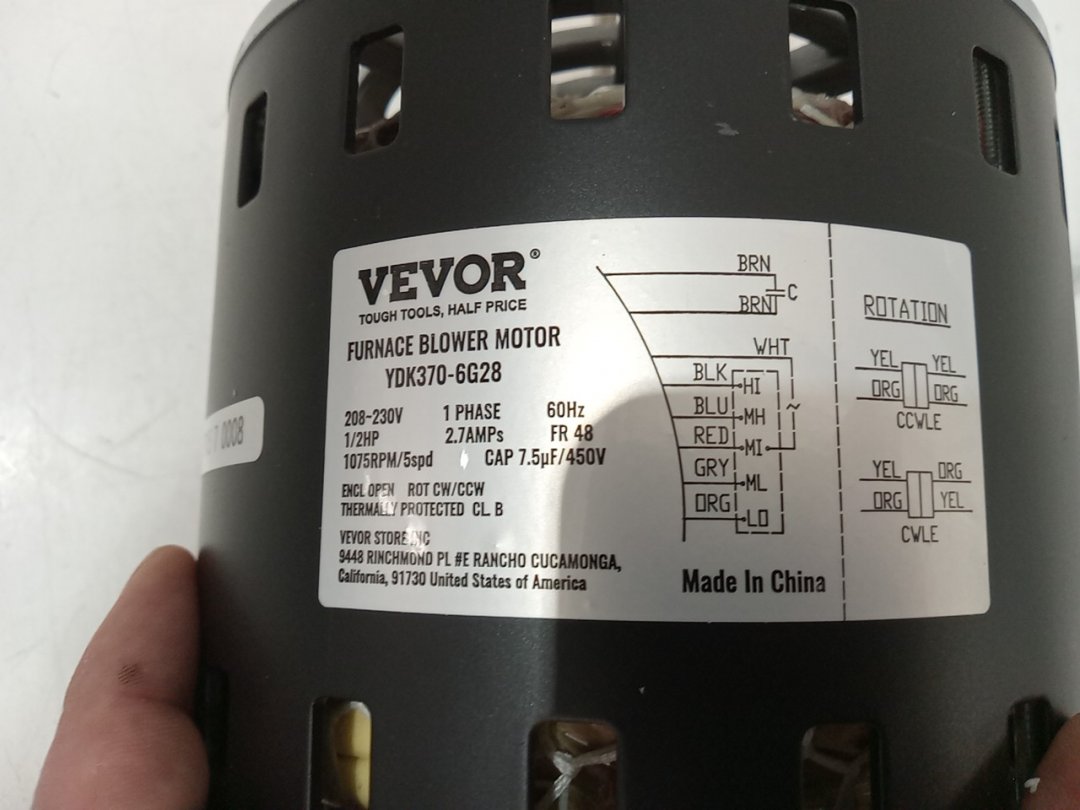 VEVOR®
TOUGH TOOLS, HALF PRICE
FURNACE BLOWER MOTOR
YDK370-6G28
208~230V 1 PHASE 60Hz
1/2HP 2.7AMPs FR 48
1075RPM/5spd CAP 7.5µF/450V
ENCL OPEN ROT CW/CCW
THERMALLY PROTECTED CL B
VEVOR STORE INC
9448 RINCHMOND PL #E RANCHO CUCAMONGA,
California, 91730 United States of America
BRN
C
BRN
WHT
BLK HI
BLU MH
~
RED MI
GRY ML
ORG LO
Made In China
ROTATION
YEL YEL
ORG ORG
CCWLE
YEL ORG
ORG YEL
CWLE
7 0008